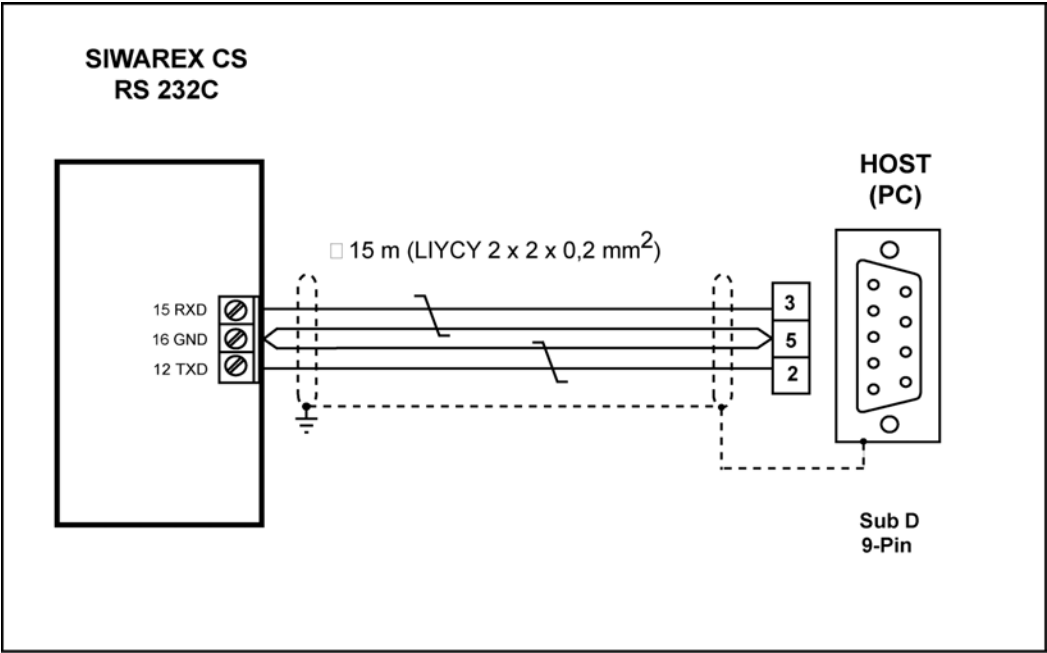 SIWAREX CS
RS 232C
HOST
(PC)
□ 15 m (LIYCY 2 x 2 x 0,2 mm²)
15 RXD
16 GND
12 TXD
3
5
2
Sub D
9-Pin